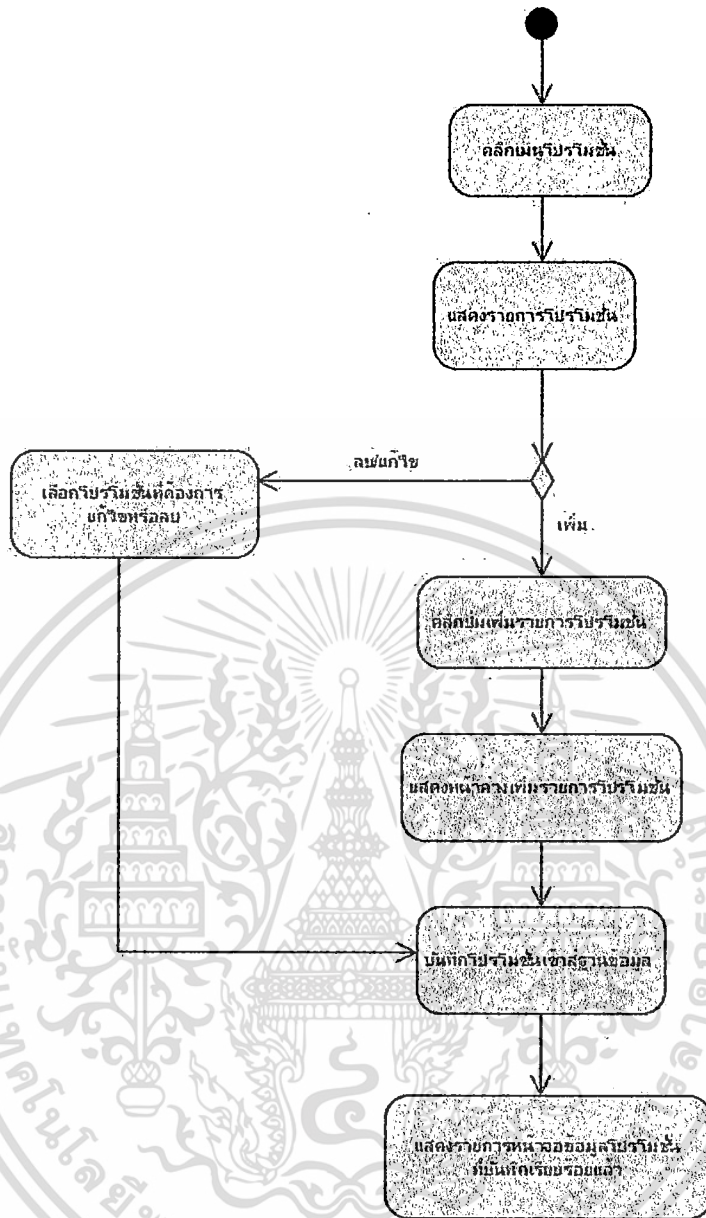 คลิกเมนูโปรโมชั่น
แสดงรายการโปรโมชั่น
ลบ/แก้ไข
เลือกโปรโมชั่นที่ต้องการ
แก้ไขหรือลบ
เพิ่ม
คลิกปุ่มเพิ่มรายการโปรโมชั่น
แสดงหน้าต่างเพิ่มรายการโปรโมชั่น
บันทึกโปรโมชั่นเข้าสู่ฐานข้อมูล
แสดงรายการหน้าจอข้อมูลโปรโมชั่น
ที่บันทึกเรียบร้อยแล้ว